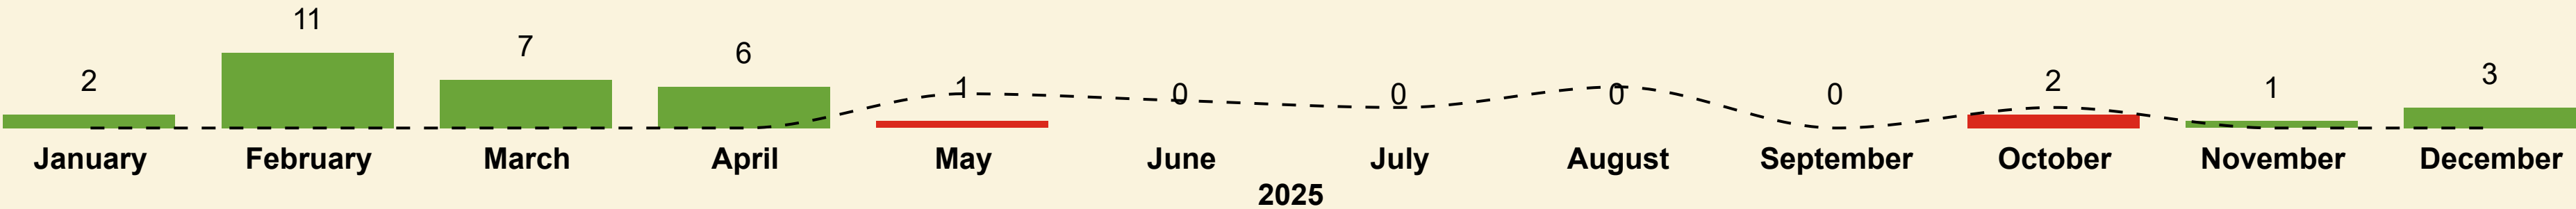 2 11 7 6 1 0 0 0 0 2 1 3
January February March April May June July August September October November December
2025